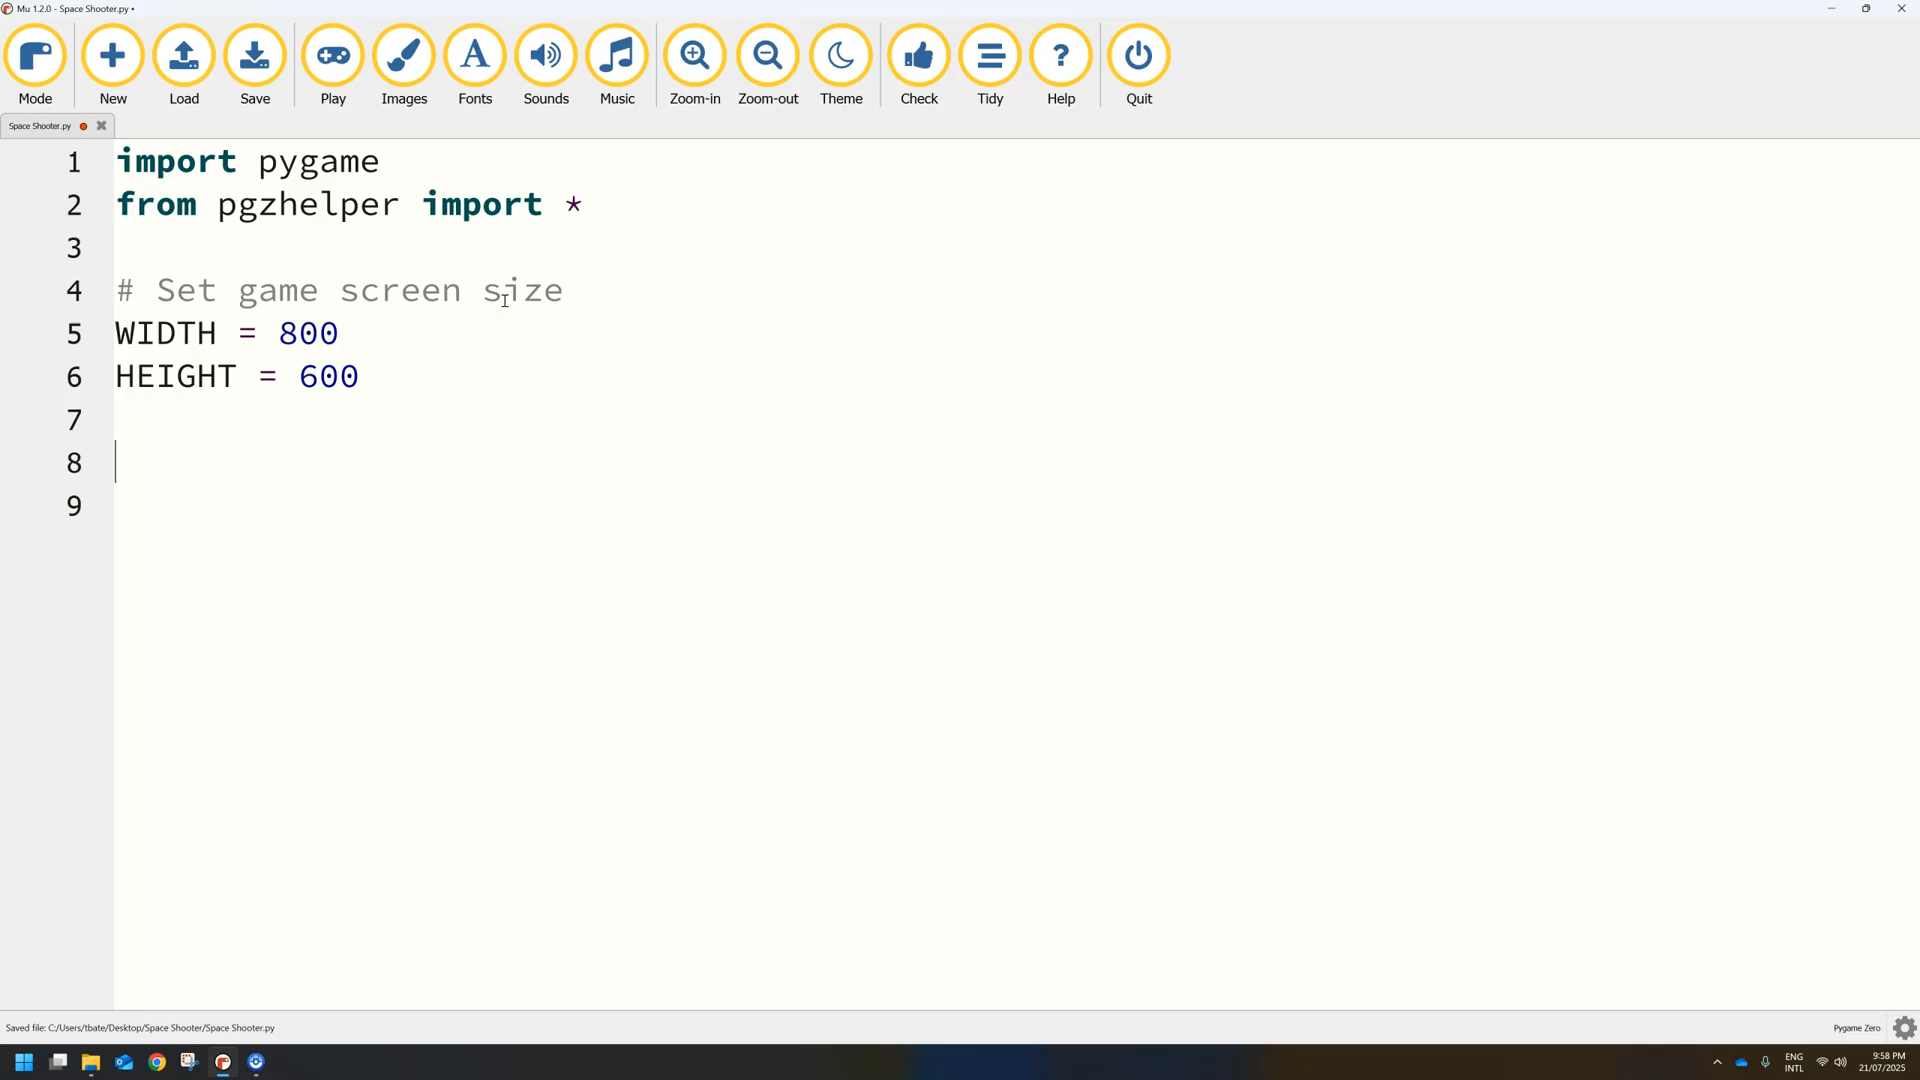 Mu 1.2.0 - Space Shooter.py •
Mode New Load Save Play Images Fonts Sounds Music Zoom-in Zoom-out Theme Check Tidy Help Quit
Space Shooter.py
1 import pygame
2 from pgzhelper import *
3
4 # Set game screen size
5 WIDTH = 800
6 HEIGHT = 600
7
8
9
Saved file: C:/Users/tbate/Desktop/Space Shooter/Space Shooter.py
Pygame Zero
ENG
INTL
9:58 PM
21/07/2025